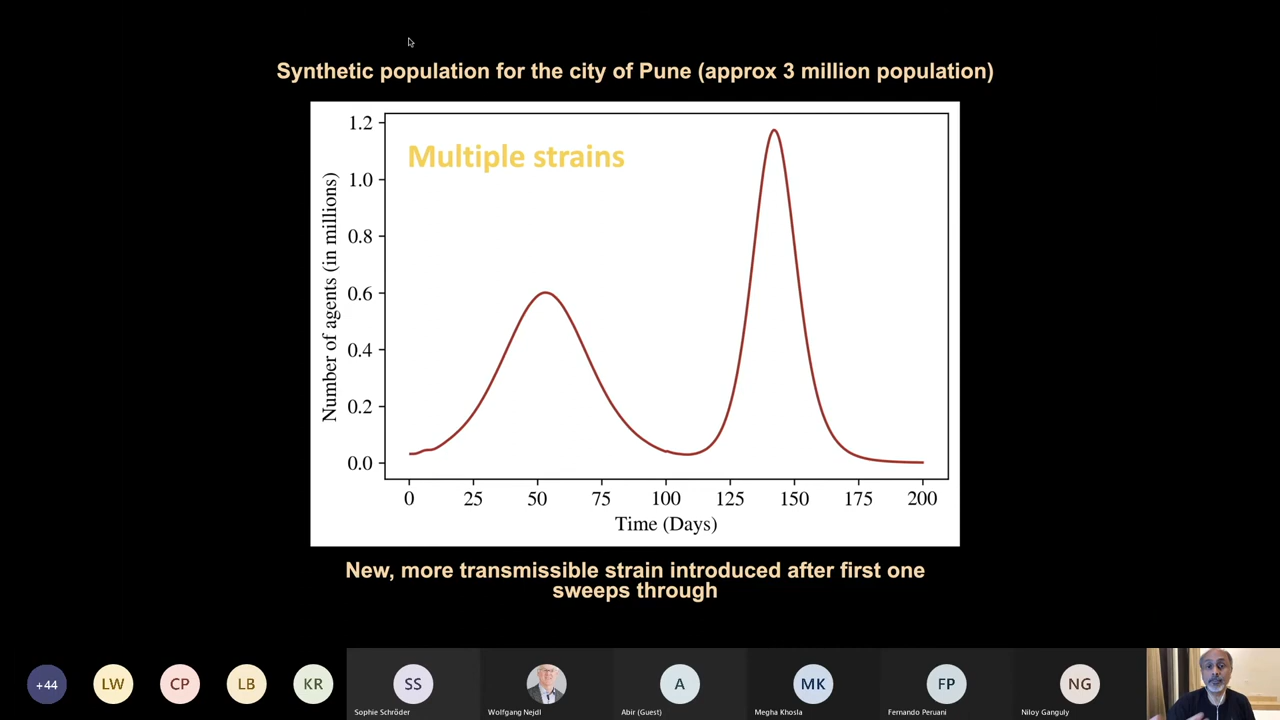 Synthetic population for the city of Pune (approx 3 million population)
Multiple strains
Number of agents (in millions)
1.2
1.0
0.8
0.6
0.4
0.2
0.0
0 25 50 75 100 125 150 175 200
Time (Days)
New, more transmissible strain introduced after first one
sweeps through
+44 LW CP LB KR SS A MK FP NG
Sophie Schröder Wolfgang Nejdl Abir (Guest) Megha Khosla Fernando Peruani Niloy Ganguly